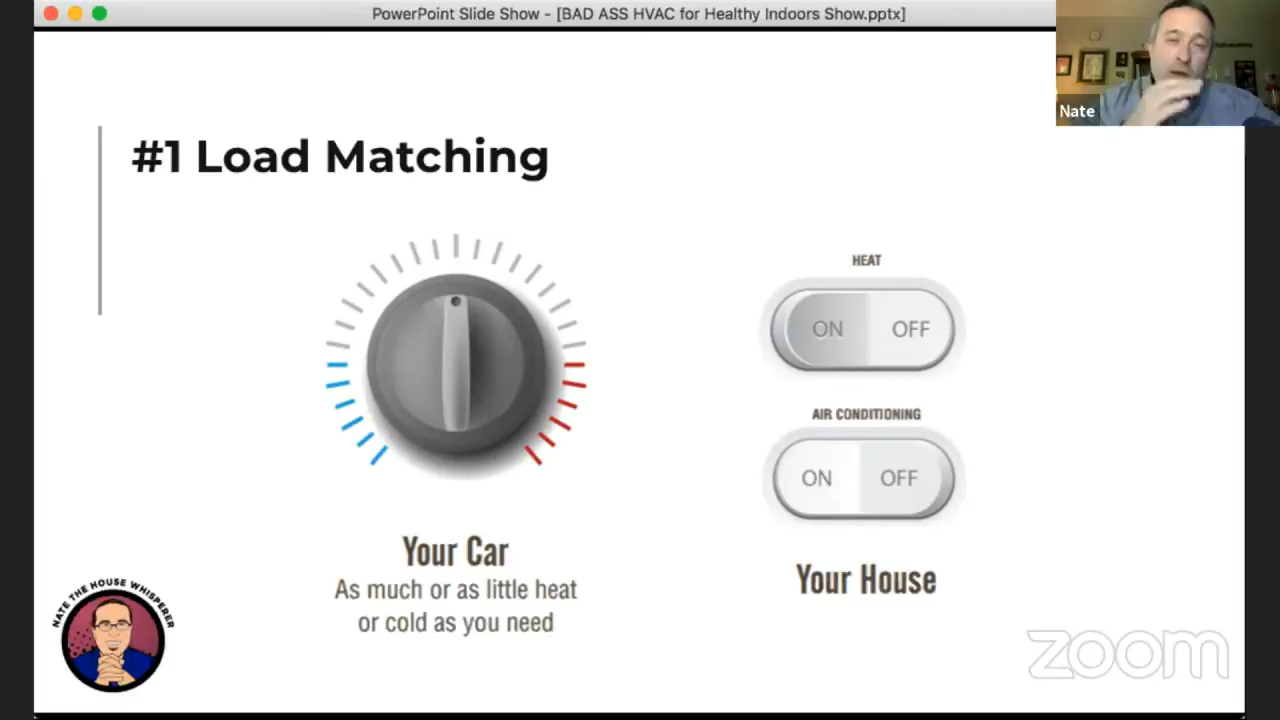 PowerPoint Slide Show - [BAD ASS HVAC for Healthy Indoors Show.pptx]
Nate
#1 Load Matching
HEAT
ON OFF
AIR CONDITIONING
ON OFF
Your Car
As much or as little heat
or cold as you need
Your House
NATE THE HOUSE WHISPERER
zoom